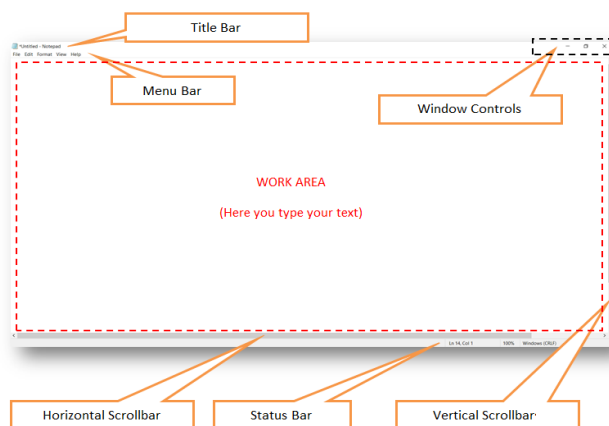 Title Bar
*Untitled - Notepad
File Edit Format View Help
Menu Bar
Window Controls
WORK AREA
(Here you type your text)
Ln 14, Col 1 100% Windows (CRLF)
Horizontal Scrollbar Status Bar Vertical Scrollbar